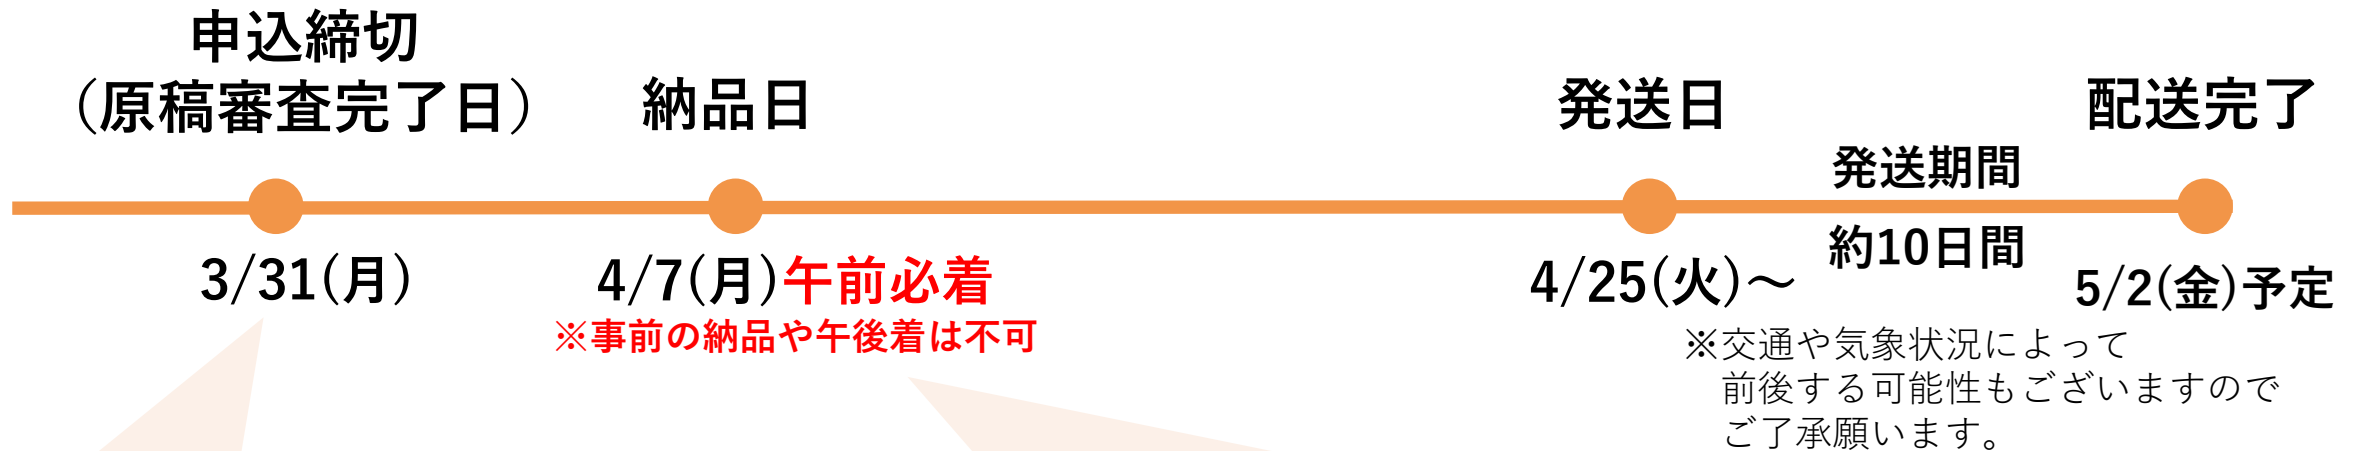 申込締切
（原稿審査完了日）
納品日
発送日
配送完了
発送期間
約10日間
3/31(月)
4/7(月)午前必着
※事前の納品や午後着は不可
4/25(火)～
5/2(金)予定
※交通や気象状況によって
前後する可能性もございますので
ご了承願います。